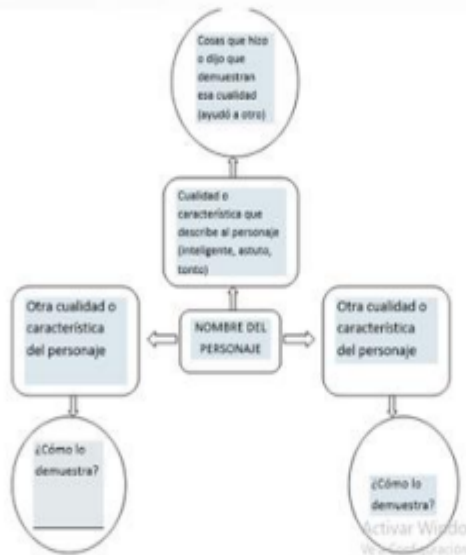 Cosas que hizo
o dijo que
demuestran
esa cualidad
(ayudó a otro)
Cualidad o
característica que
describe al personaje
(inteligente, astuto,
tonto)
Otra cualidad o
característica
del personaje
NOMBRE DEL
PERSONAJE
Otra cualidad o
característica
del personaje
¿Cómo lo
demuestra?
¿Cómo lo
demuestra?
Activar Windo